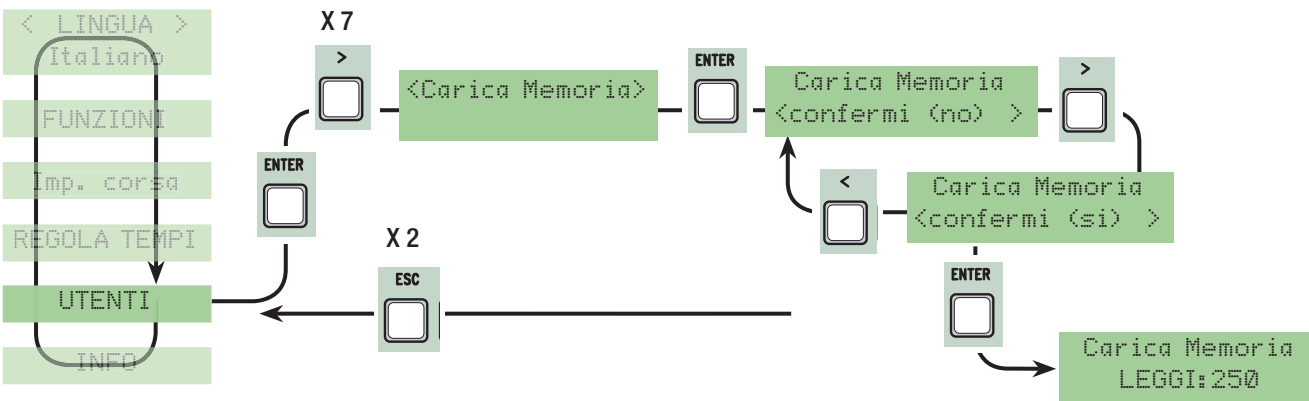 < LINGUA >
Italiano
FUNZIONI
Imp. corsa
REGOLA TEMPI
UTENTI
INFO
ENTER
X 7
>
<Carica Memoria>
ENTER
Carica Memoria
<confermi (no) >
>
<
Carica Memoria
<confermi (si) >
ENTER
Carica Memoria
LEGGI:250
X 2
ESC